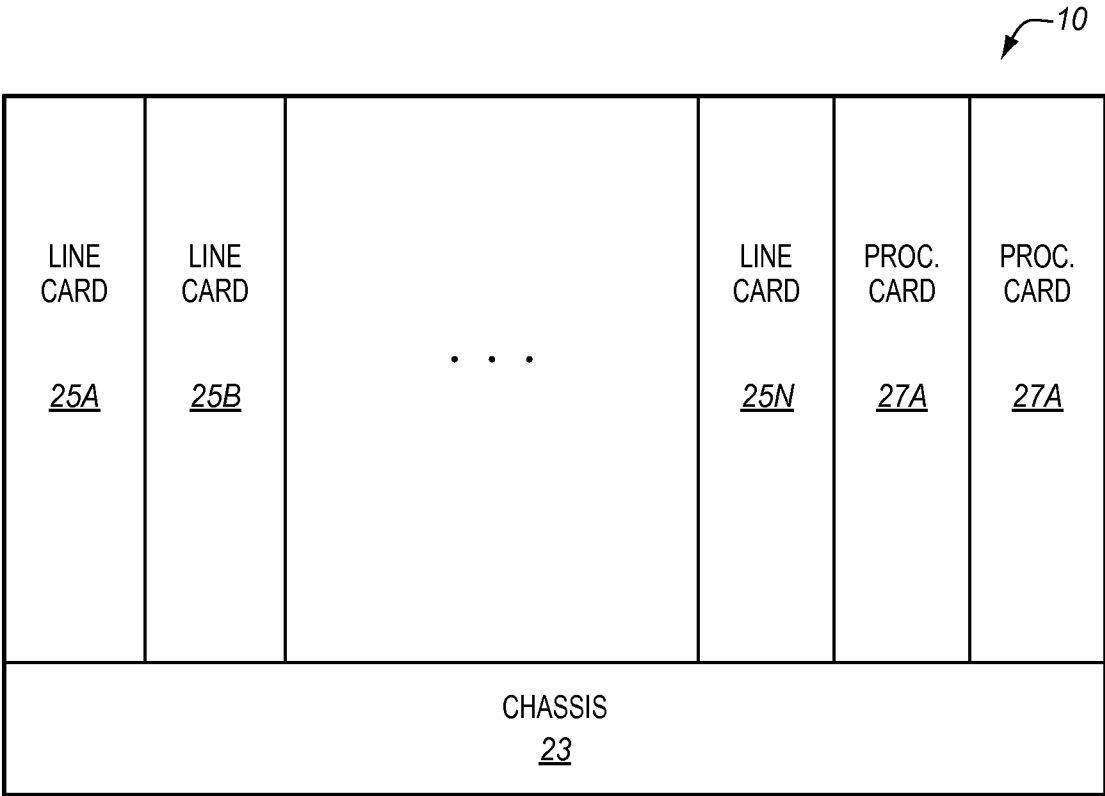 10
LINE CARD
25A
LINE CARD
25B
. . .
LINE CARD
25N
PROC. CARD
27A
PROC. CARD
27A
CHASSIS
23